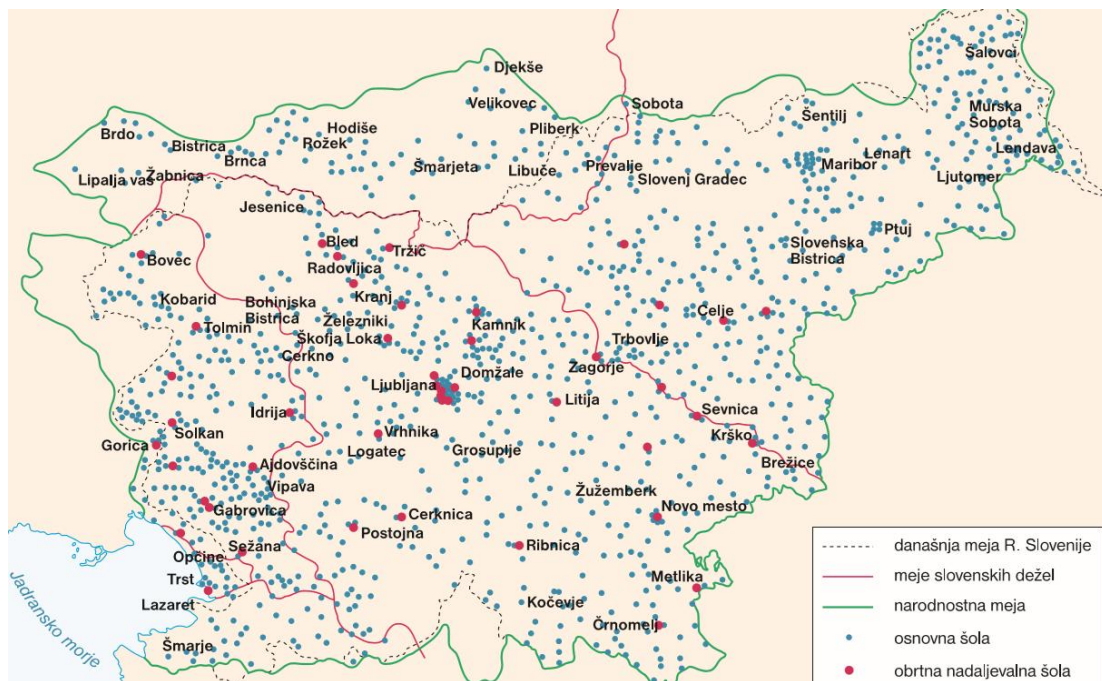 Djekše
Velikovec
Sobota
Šalovci
Brdo
Hodiše
Rožek
Pliberk
Šentilj
Murska
Sobota
Bistrica
Brnca
Šmarjeta
Libuče
Prevalje
Maribor
Lenart
Lendava
Lipalja vas
Žabnica
Slovenj Gradec
Ljutomer
Jesenice
Ptuj
Bled
Tržič
Slovenska
Bistrica
Bovec
Radovljica
Kobarid
Bohinjska
Bistrica
Kranj
Železniki
Kamnik
Celje
Tolmin
Škofja Loka
Trbovlje
Cerkno
Zagorje
Domžale
Ljubljana
Idrija
Litija
Sevnica
Solkan
Vrhnika
Krško
Gorica
Logatec
Grosuplje
Brežice
Ajdovščina
Vipava
Žužemberk
Gabrovica
Cerknica
Novo mesto
Postojna
Ribnica
Opčine
Sežana
Trst
Metlika
Lazaret
Kočevje
Črnomelj
Šmarje
Jadransko morje
današnja meja R. Slovenije
meje slovenskih dežel
narodnostna meja
osnovna šola
obrtna nadaljevalna šola